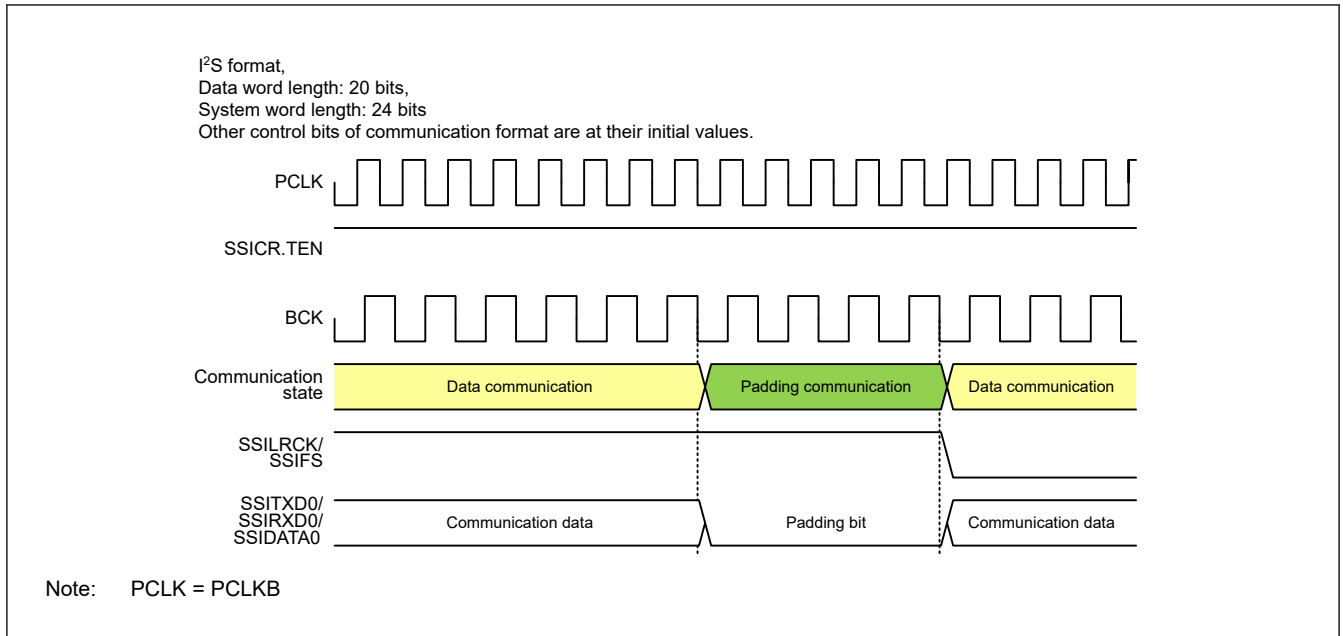 I²S format,
Data word length: 20 bits,
System word length: 24 bits
Other control bits of communication format are at their initial values.
PCLK
SSICR.TEN
BCK
Communication
state
Data communication
Padding communication
Data communication
SSILRCK/
SSIFS
SSITXD0/
SSIRXD0/
SSIDATA0
Communication data
Padding bit
Communication data
Note: PCLK = PCLKB